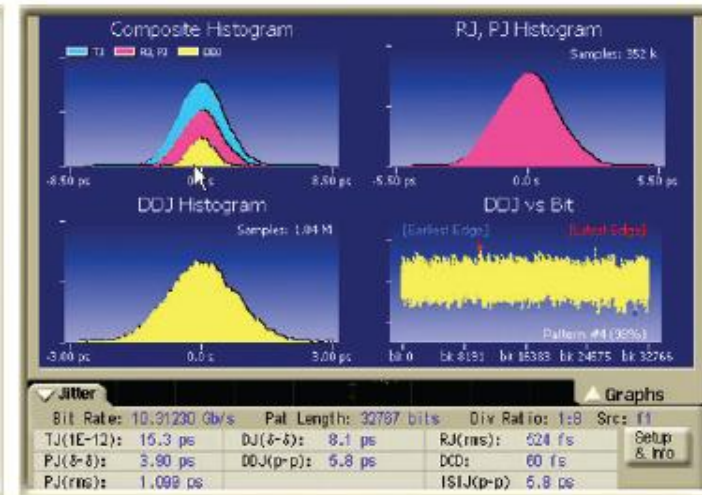 Composite Histogram
TJ RJ, PJ DDJ
-8.50 ps 0.0 s 8.50 ps
RJ, PJ Histogram
Samples: 352 k
-5.50 ps 0.0 s 5.50 ps
DDJ Histogram
Samples: 1.04 M
-3.00 ps 0.0 s 3.00 ps
DDJ vs Bit
[Earliest Edge] [Latest Edge]
Pattern #4 (98%)
bit 0 bit 8191 bit 16383 bit 24575 bit 32766
Jitter Graphs
Bit Rate: 10.31230 Gb/s Pat Length: 32767 bits Div Ratio: 1:8 Src: f1
TJ(1E-12): 15.3 ps DJ(δ-δ): 8.1 ps RJ(rms): 524 fs Setup & Info
PJ(δ-δ): 3.90 ps DDJ(p-p): 5.8 ps DCD: 60 fs
PJ(rms): 1.099 ps ISIJ(p-p) 5.8 ps